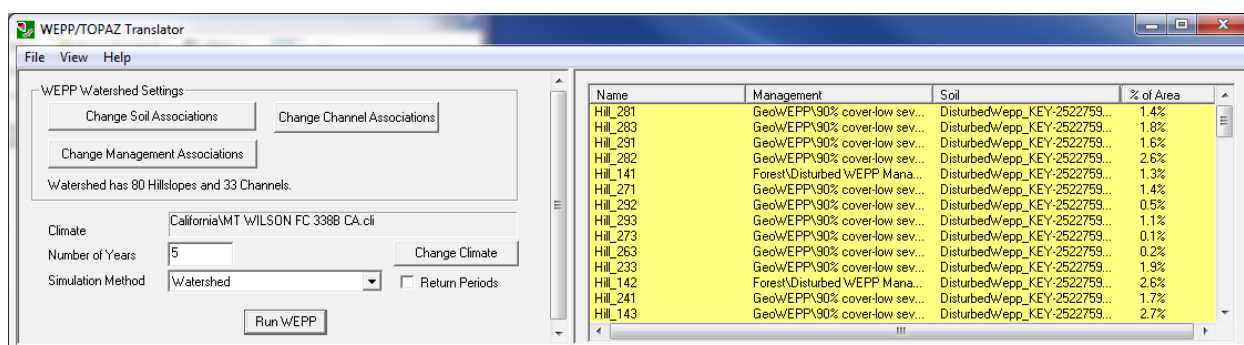 WEPP/TOPAZ Translator
File View Help
WEPP Watershed Settings
Change Soil Associations
Change Channel Associations
Change Management Associations
Watershed has 80 Hillslopes and 33 Channels.
Climate California\MT WILSON FC 338B CA.cli
Number of Years 5 Change Climate
Simulation Method Watershed Return Periods
Run WEPP
Name Management Soil % of Area
Hill_281 GeoWEPP\90% cover-low sev... DisturbedWepp_KEY-2522759... 1.4%
Hill_283 GeoWEPP\90% cover-low sev... DisturbedWepp_KEY-2522759... 1.8%
Hill_291 GeoWEPP\90% cover-low sev... DisturbedWepp_KEY-2522759... 1.6%
Hill_282 GeoWEPP\90% cover-low sev... DisturbedWepp_KEY-2522759... 2.6%
Hill_141 Forest\Disturbed WEPP Mana... DisturbedWepp_KEY-2522759... 1.3%
Hill_271 GeoWEPP\90% cover-low sev... DisturbedWepp_KEY-2522759... 1.4%
Hill_292 GeoWEPP\90% cover-low sev... DisturbedWepp_KEY-2522759... 0.5%
Hill_293 GeoWEPP\90% cover-low sev... DisturbedWepp_KEY-2522759... 1.1%
Hill_273 GeoWEPP\90% cover-low sev... DisturbedWepp_KEY-2522759... 0.1%
Hill_263 GeoWEPP\90% cover-low sev... DisturbedWepp_KEY-2522759... 0.2%
Hill_233 GeoWEPP\90% cover-low sev... DisturbedWepp_KEY-2522759... 1.9%
Hill_142 Forest\Disturbed WEPP Mana... DisturbedWepp_KEY-2522759... 2.6%
Hill_241 GeoWEPP\90% cover-low sev... DisturbedWepp_KEY-2522759... 1.7%
Hill_143 GeoWEPP\90% cover-low sev... DisturbedWepp_KEY-2522759... 2.7%